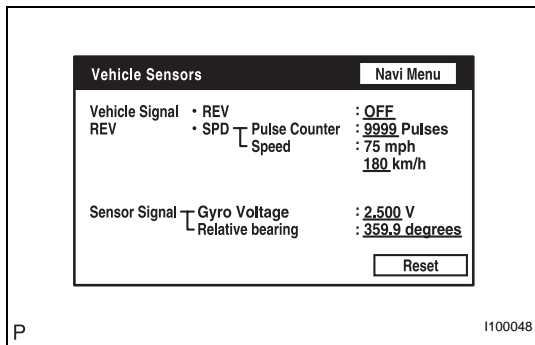 Vehicle Sensors Navi Menu
Vehicle Signal • REV : OFF
REV • SPD Pulse Counter : 9999 Pulses
Speed : 75 mph
180 km/h
Sensor Signal Gyro Voltage : 2.500 V
Relative bearing : 359.9 degrees
Reset
P I100048